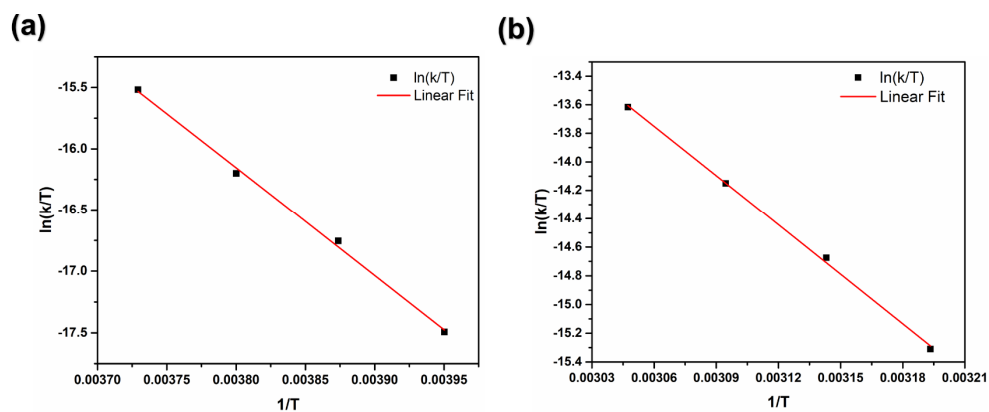 (a)
ln(k/T)
Linear Fit
-15.5
-16.0
-16.5
-17.0
-17.5
ln(k/T)
0.00370
0.00375
0.00380
0.00385
0.00390
0.00395
1/T
(b)
ln(k/T)
Linear Fit
-13.4
-13.6
-13.8
-14.0
-14.2
-14.4
-14.6
-14.8
-15.0
-15.2
-15.4
ln(k/T)
0.00303
0.00306
0.00309
0.00312
0.00315
0.00318
0.00321
1/T